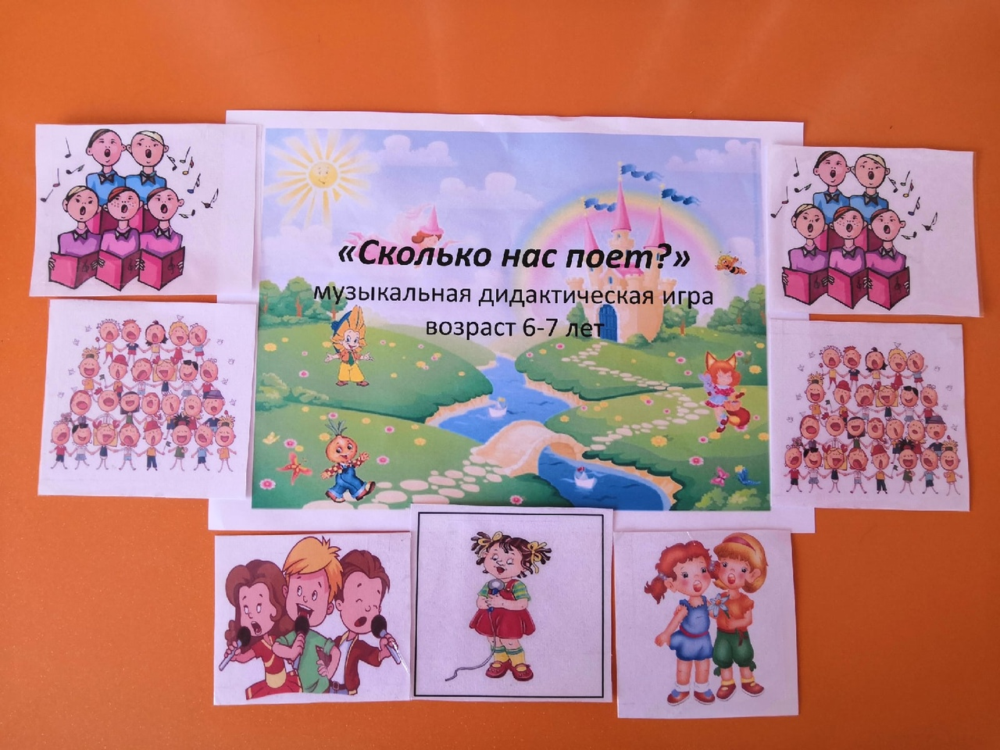 «Сколько нас поет?»
музыкальная дидактическая игра
возраст 6-7 лет